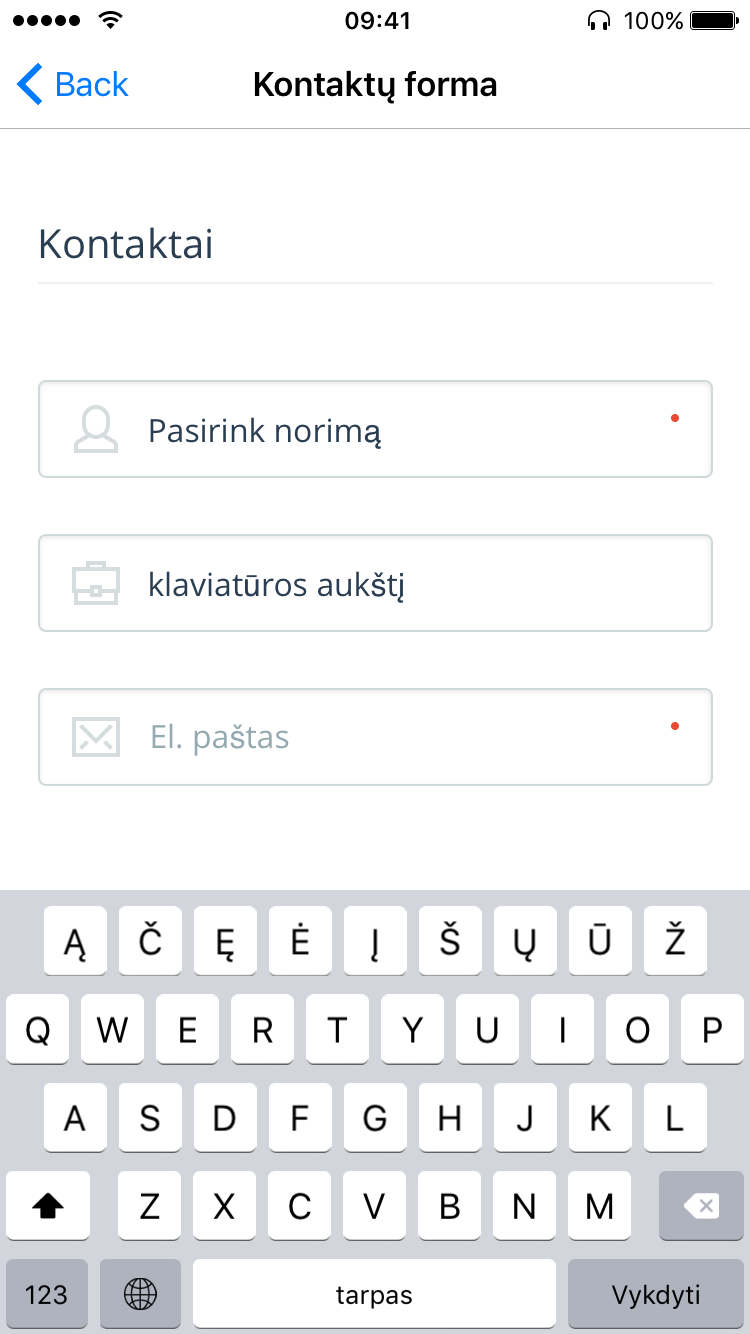 09:41 100%
Back Kontaktų forma
Kontaktai
Pasirink norimą
klaviatūros aukštį
El. paštas
Ą Č Ę Ė Į Š Ų Ū Ž
Q W E R T Y U I O P
A S D F G H J K L
Z X C V B N M
123 tarpas Vykdyti